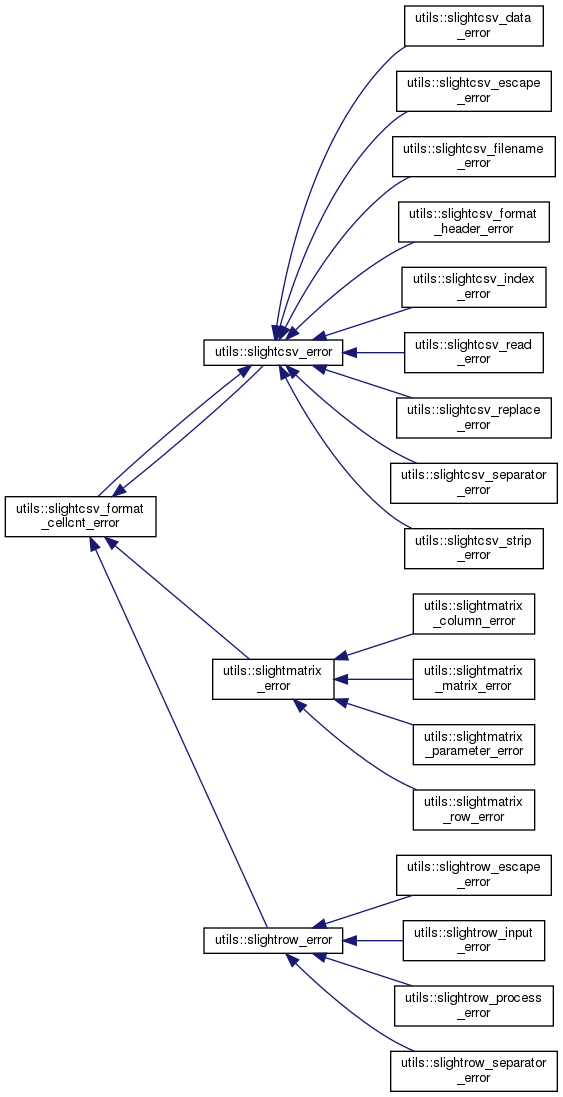 utils::slightcsv_data
_error
utils::slightcsv_escape
_error
utils::slightcsv_filename
_error
utils::slightcsv_format
_header_error
utils::slightcsv_index
_error
utils::slightcsv_error
utils::slightcsv_read
_error
utils::slightcsv_replace
_error
utils::slightcsv_separator
_error
utils::slightcsv_format
_cellcnt_error
utils::slightcsv_strip
_error
utils::slightmatrix
_column_error
utils::slightmatrix
_error
utils::slightmatrix
_matrix_error
utils::slightmatrix
_parameter_error
utils::slightmatrix
_row_error
utils::slightrow_escape
_error
utils::slightrow_error
utils::slightrow_input
_error
utils::slightrow_process
_error
utils::slightrow_separator
_error